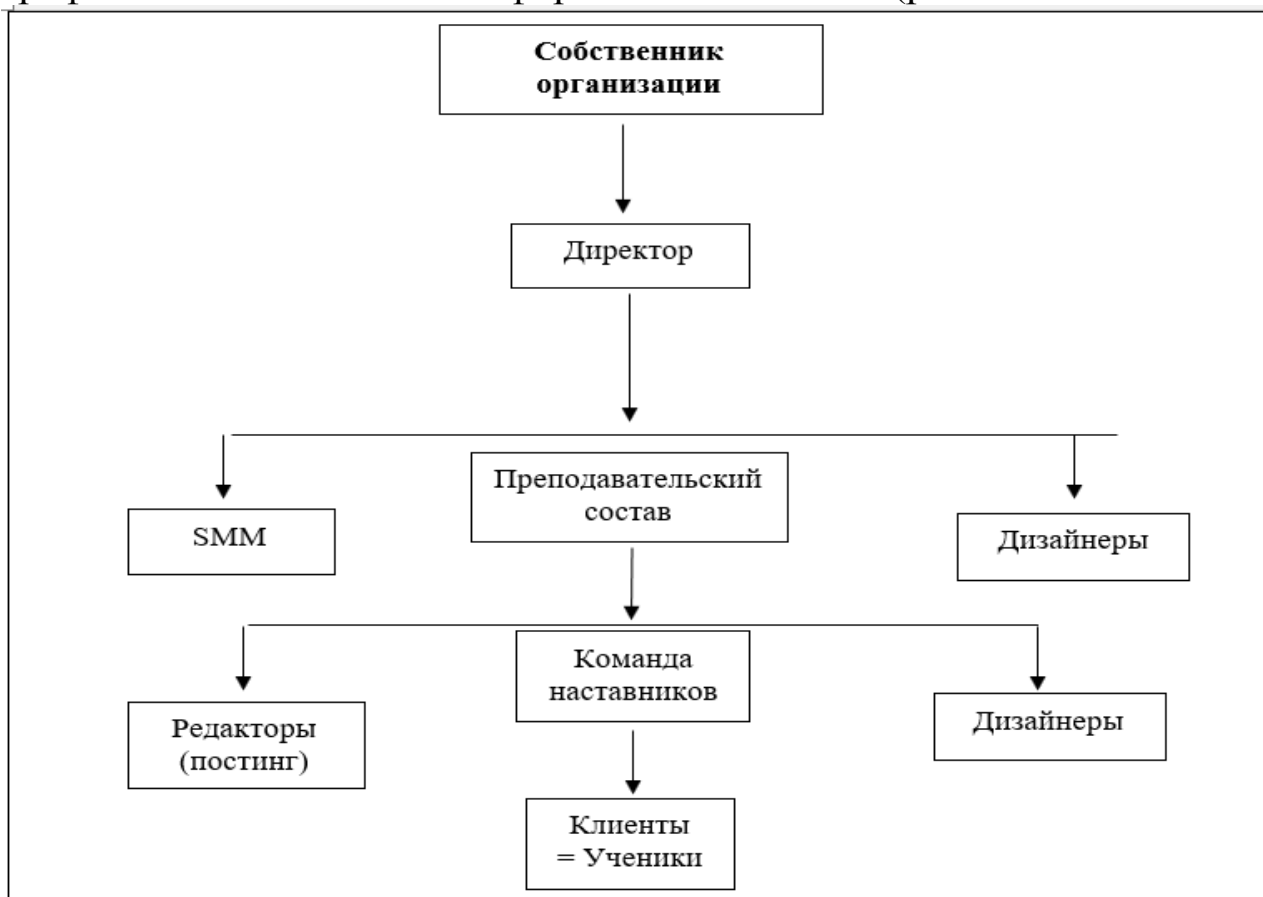 Собственник
организации
Директор
Преподавательский
состав
SMM
Дизайнеры
Команда
наставников
Редакторы
(постинг)
Дизайнеры
Клиенты
= Ученики